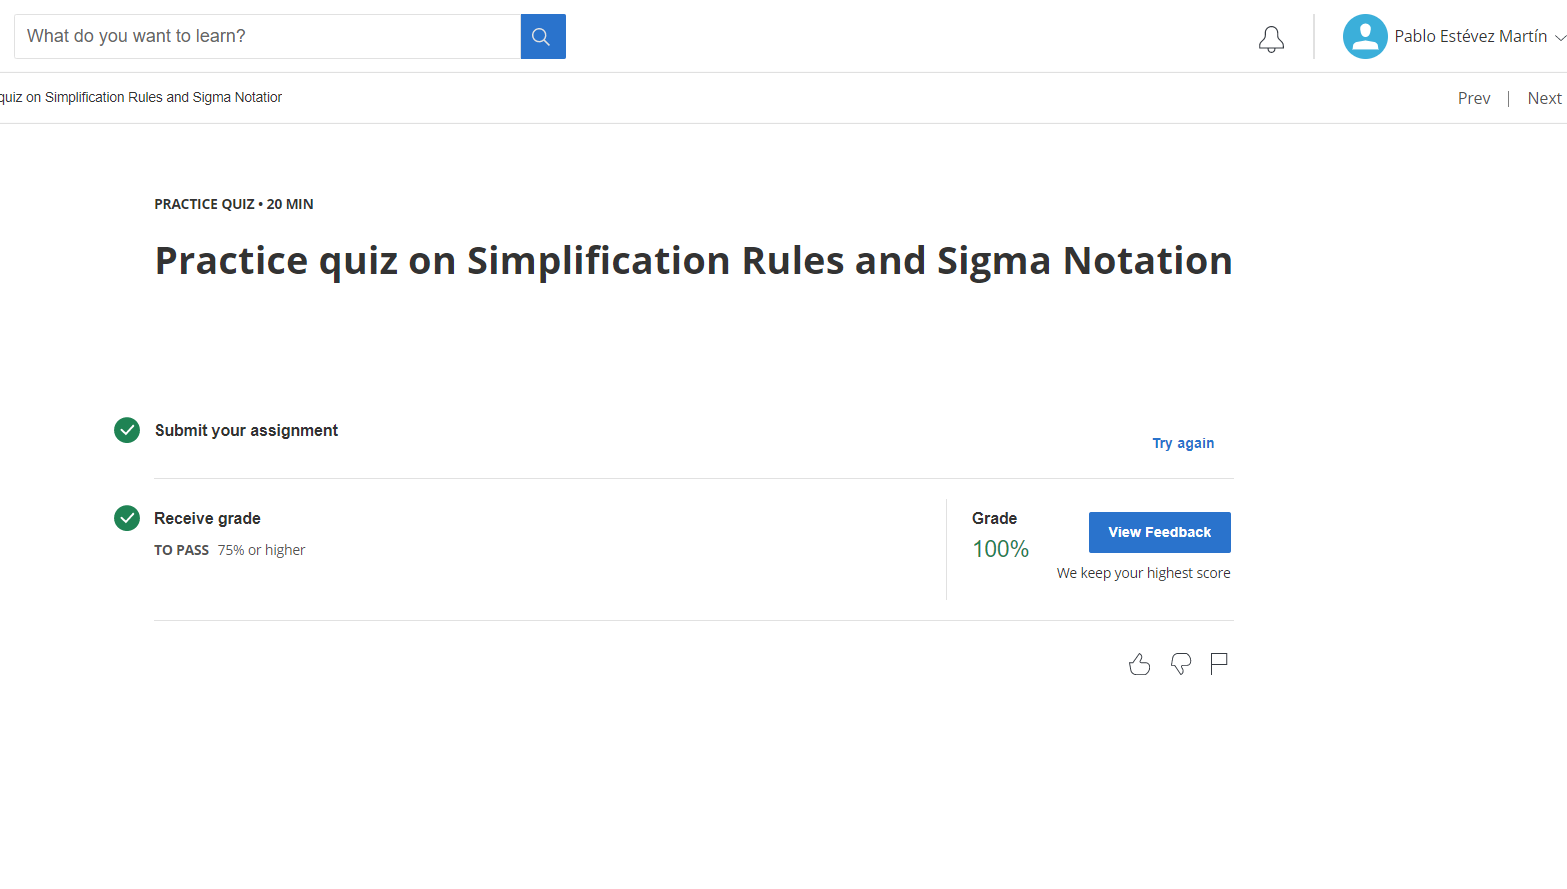 What do you want to learn?
Pablo Estévez Martín
quiz on Simplification Rules and Sigma Notation
Prev | Next
PRACTICE QUIZ • 20 MIN
Practice quiz on Simplification Rules and Sigma Notation
Submit your assignment
Try again
Receive grade
TO PASS 75% or higher
Grade
100%
View Feedback
We keep your highest score